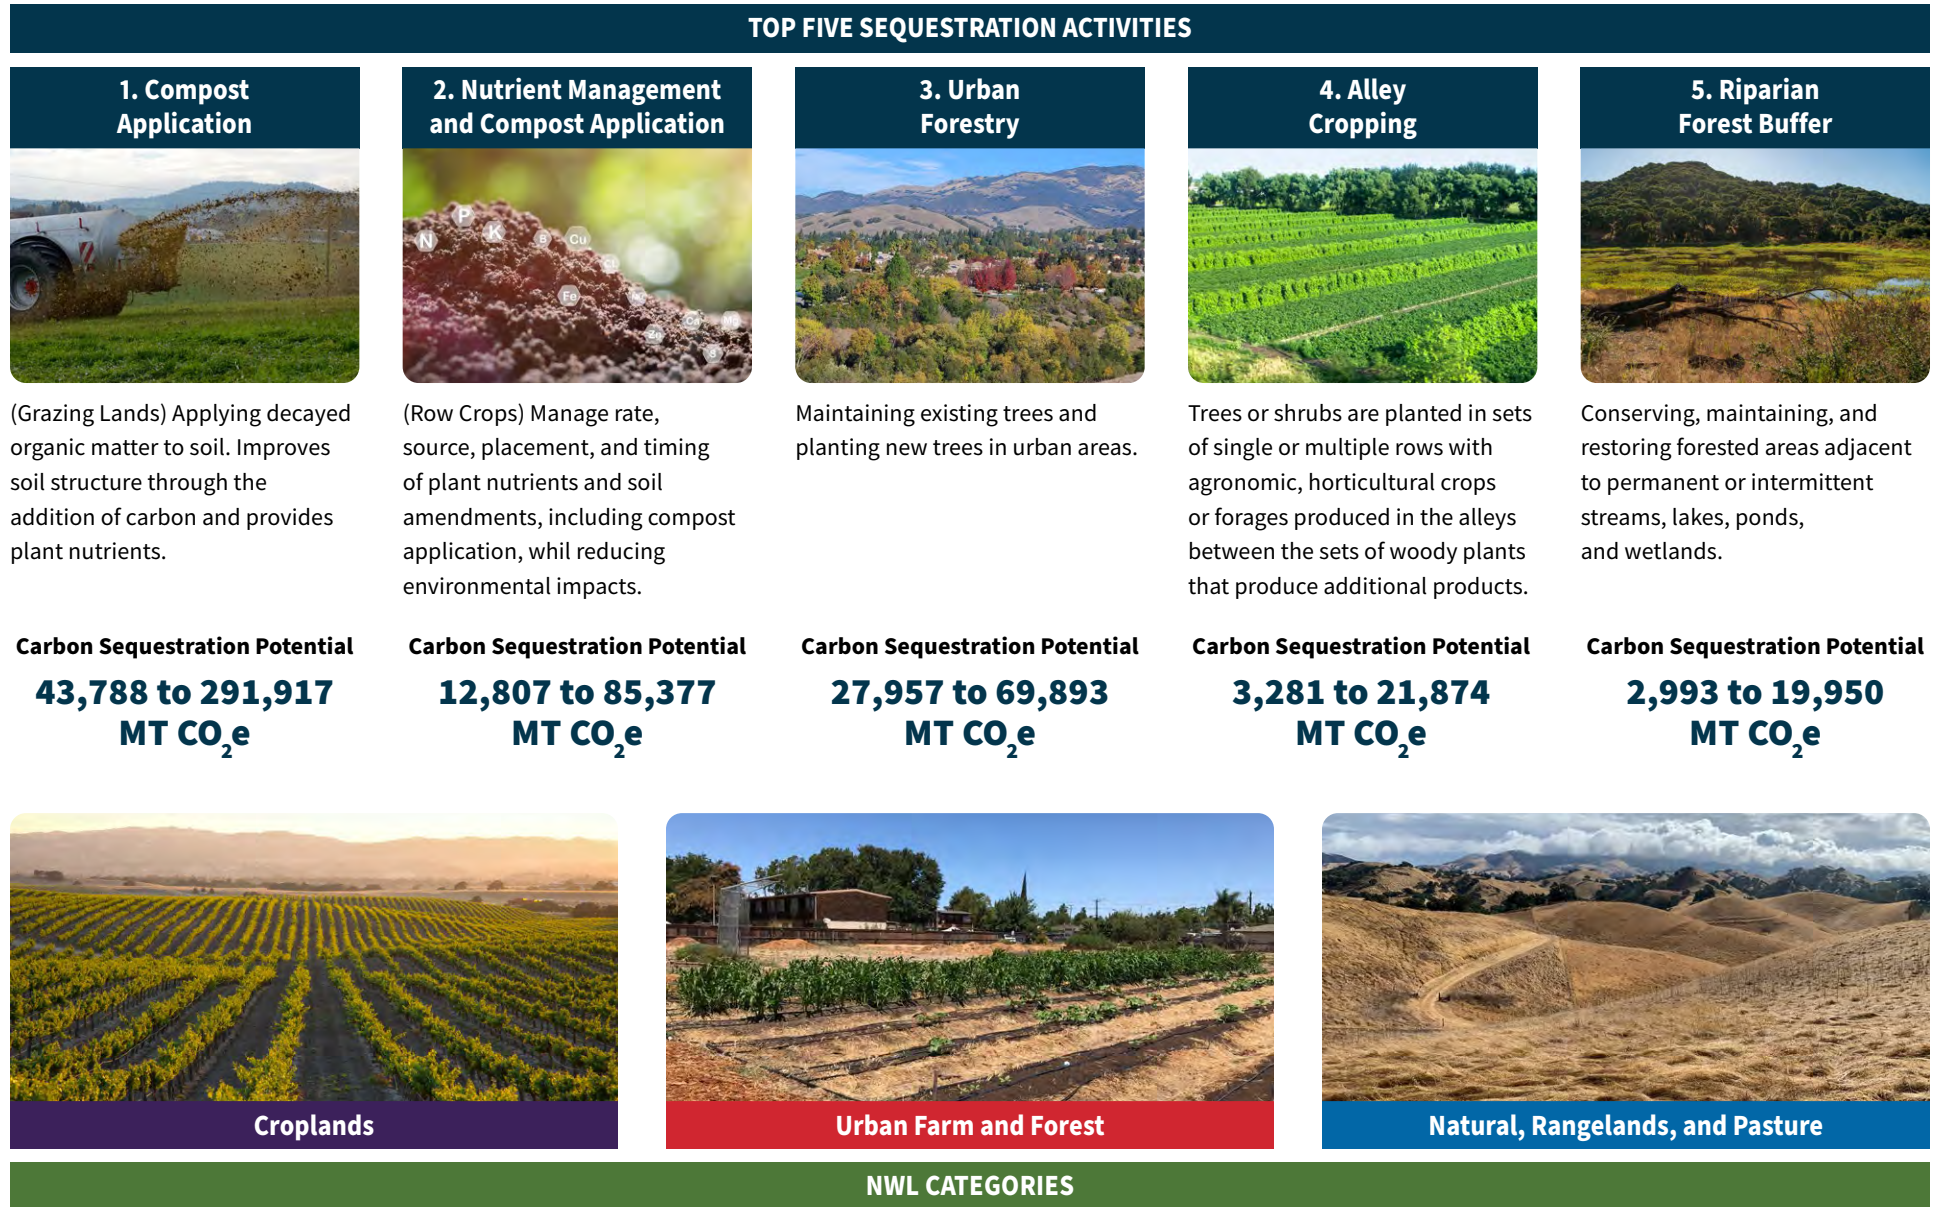 TOP FIVE SEQUESTRATION ACTIVITIES
1. Compost
Application
2. Nutrient Management
and Compost Application
3. Urban
Forestry
4. Alley
Cropping
5. Riparian
Forest Buffer
N
P
K
B
Cu
Cl
Fe
Zn
Ca
S
(Grazing Lands) Applying decayed
organic matter to soil. Improves
soil structure through the
addition of carbon and provides
plant nutrients.
(Row Crops) Manage rate,
source, placement, and timing
of plant nutrients and soil
amendments, including compost
application, whil reducing
environmental impacts.
Maintaining existing trees and
planting new trees in urban areas.
Trees or shrubs are planted in sets
of single or multiple rows with
agronomic, horticultural crops
or forages produced in the alleys
between the sets of woody plants
that produce additional products.
Conserving, maintaining, and
restoring forested areas adjacent
to permanent or intermittent
streams, lakes, ponds,
and wetlands.
Carbon Sequestration Potential
43,788 to 291,917
MT CO₂e
Carbon Sequestration Potential
12,807 to 85,377
MT CO₂e
Carbon Sequestration Potential
27,957 to 69,893
MT CO₂e
Carbon Sequestration Potential
3,281 to 21,874
MT CO₂e
Carbon Sequestration Potential
2,993 to 19,950
MT CO₂e
Croplands
Urban Farm and Forest
Natural, Rangelands, and Pasture
NWL CATEGORIES